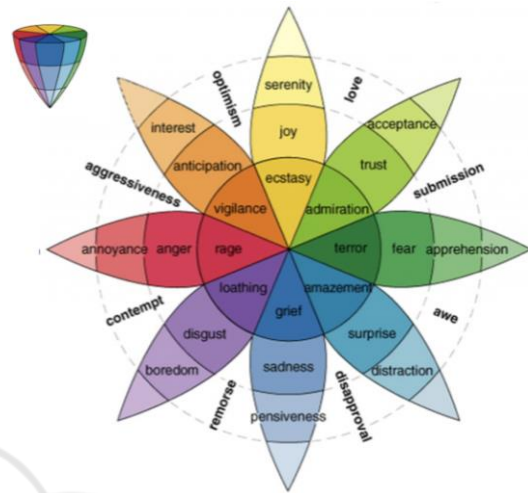 serenity
optimism
love
interest
joy
acceptance
anticipation
trust
aggressiveness
ecstasy
submission
vigilance
admiration
annoyance
anger
rage
terror
fear
apprehension
loathing
amazement
contempt
grief
awe
disgust
surprise
boredom
sadness
distraction
remorse
pensiveness
disapproval